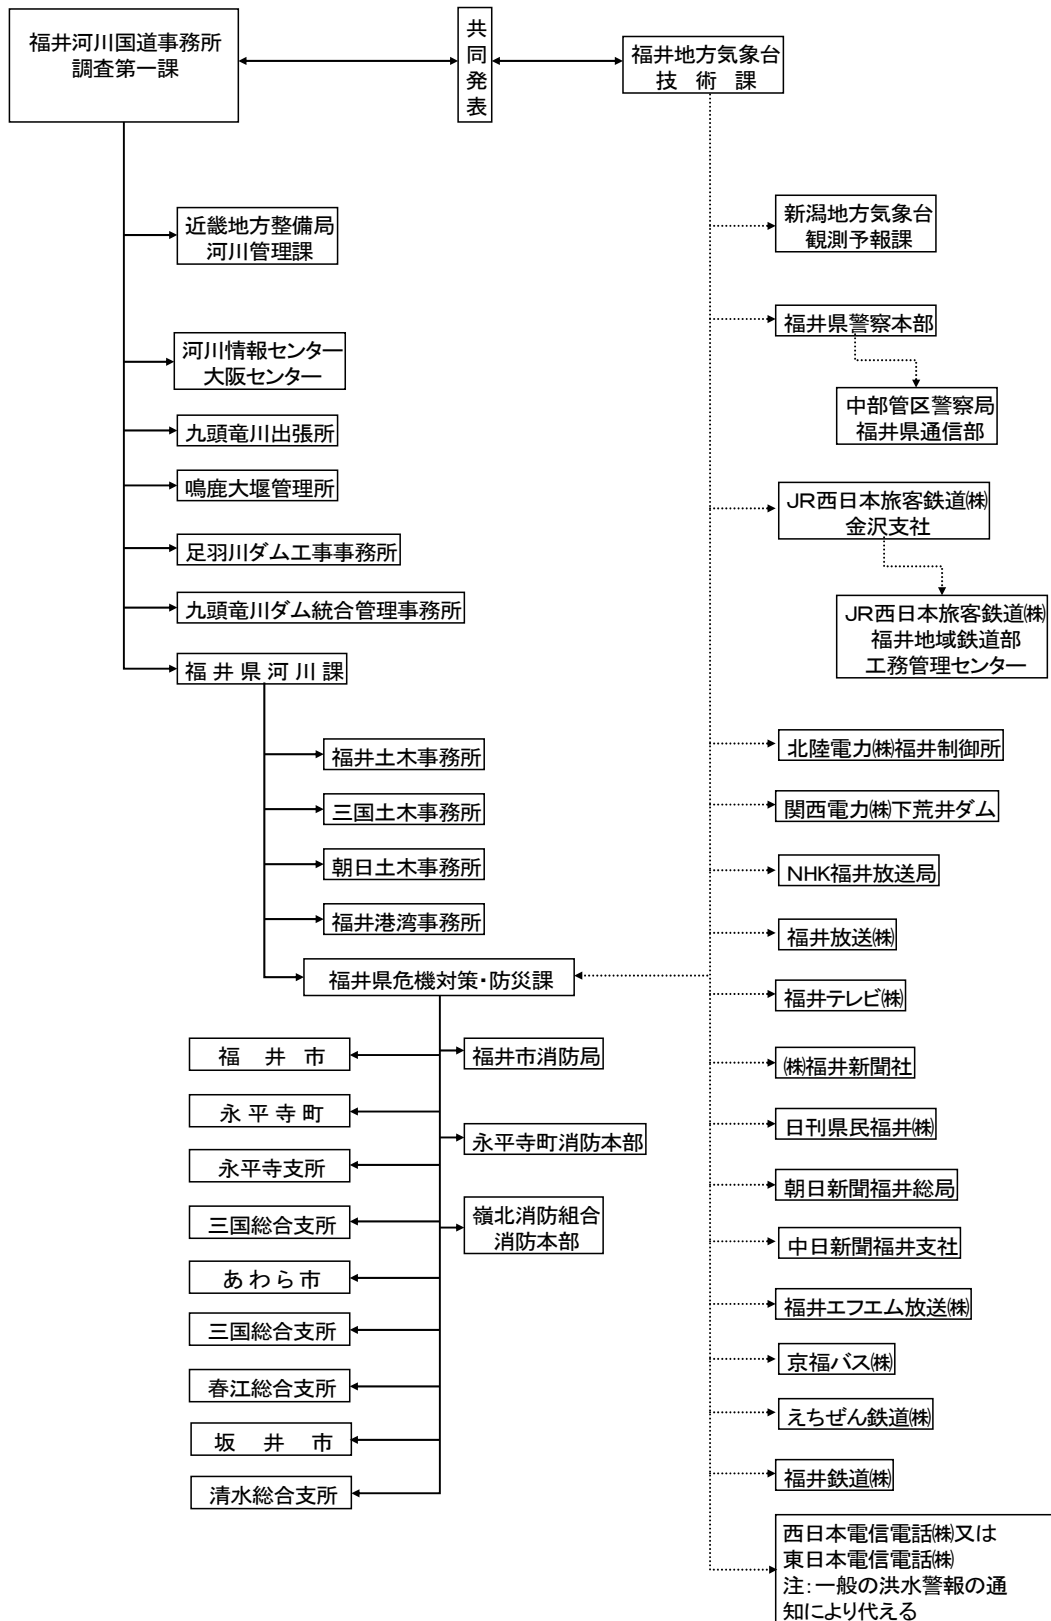 福井河川国道事務所
調査第一課
共
同
発
表
福井地方気象台
技 術 課
近畿地方整備局
河川管理課
河川情報センター
大阪センター
九頭竜川出張所
鳴鹿大堰管理所
足羽川ダム工事事務所
九頭竜川ダム統合管理事務所
福 井 県 河 川 課
福井土木事務所
三国土木事務所
朝日土木事務所
福井港湾事務所
福井県危機対策・防災課
福 井 市
永 平 寺 町
永平寺支所
三国総合支所
あ わ ら 市
三国総合支所
春江総合支所
坂 井 市
清水総合支所
福井市消防局
永平寺町消防本部
嶺北消防組合
消防本部
新潟地方気象台
観測予報課
福井県警察本部
中部管区警察局
福井県通信部
JR西日本旅客鉄道㈱
金沢支社
JR西日本旅客鉄道㈱
福井地域鉄道部
工務管理センター
北陸電力㈱福井制御所
関西電力㈱下荒井ダム
NHK福井放送局
福井放送㈱
福井テレビ㈱
㈱福井新聞社
日刊県民福井㈱
朝日新聞福井総局
中日新聞福井支社
福井エフエム放送㈱
京福バス㈱
えちぜん鉄道㈱
福井鉄道㈱
西日本電信電話㈱又は
東日本電信電話㈱
注：一般の洪水警報の通
知により代える